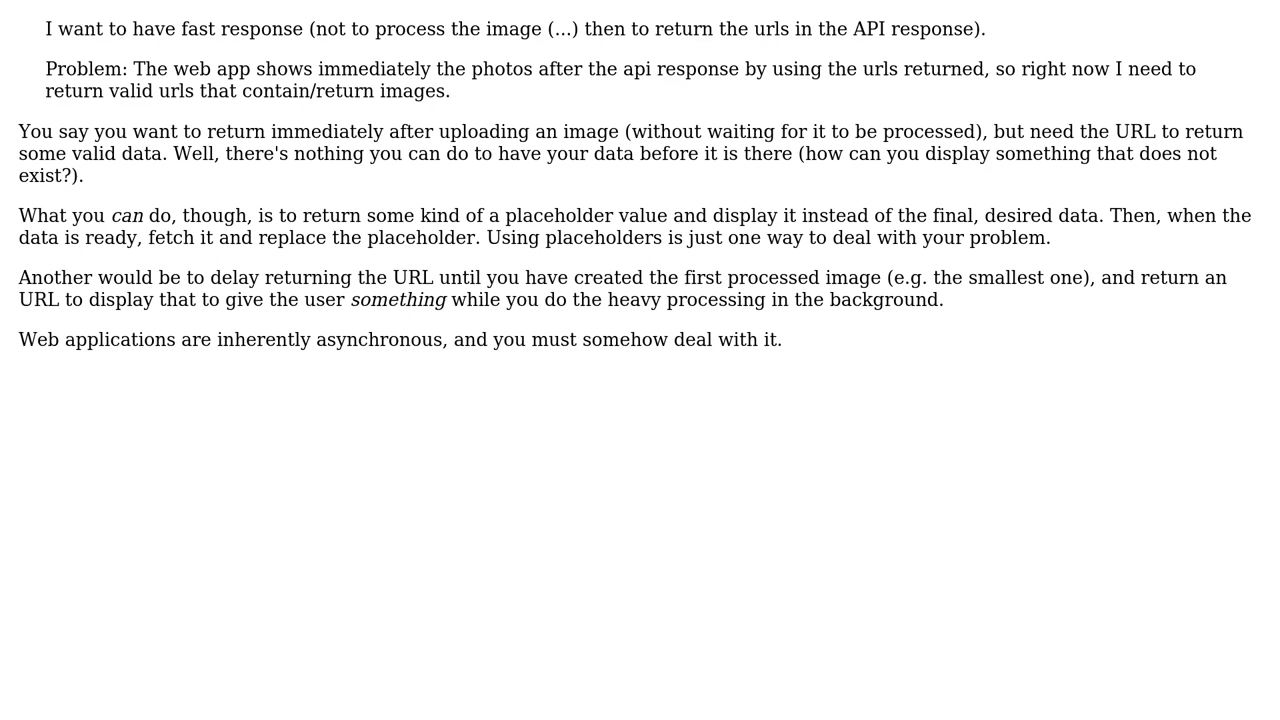 I want to have fast response (not to process the image (...) then to return the urls in the API response).
Problem: The web app shows immediately the photos after the api response by using the urls returned, so right now I need to
return valid urls that contain/return images.
You say you want to return immediately after uploading an image (without waiting for it to be processed), but need the URL to return
some valid data. Well, there's nothing you can do to have your data before it is there (how can you display something that does not
exist?).
What you can do, though, is to return some kind of a placeholder value and display it instead of the final, desired data. Then, when the
data is ready, fetch it and replace the placeholder. Using placeholders is just one way to deal with your problem.
Another would be to delay returning the URL until you have created the first processed image (e.g. the smallest one), and return an
URL to display that to give the user something while you do the heavy processing in the background.
Web applications are inherently asynchronous, and you must somehow deal with it.